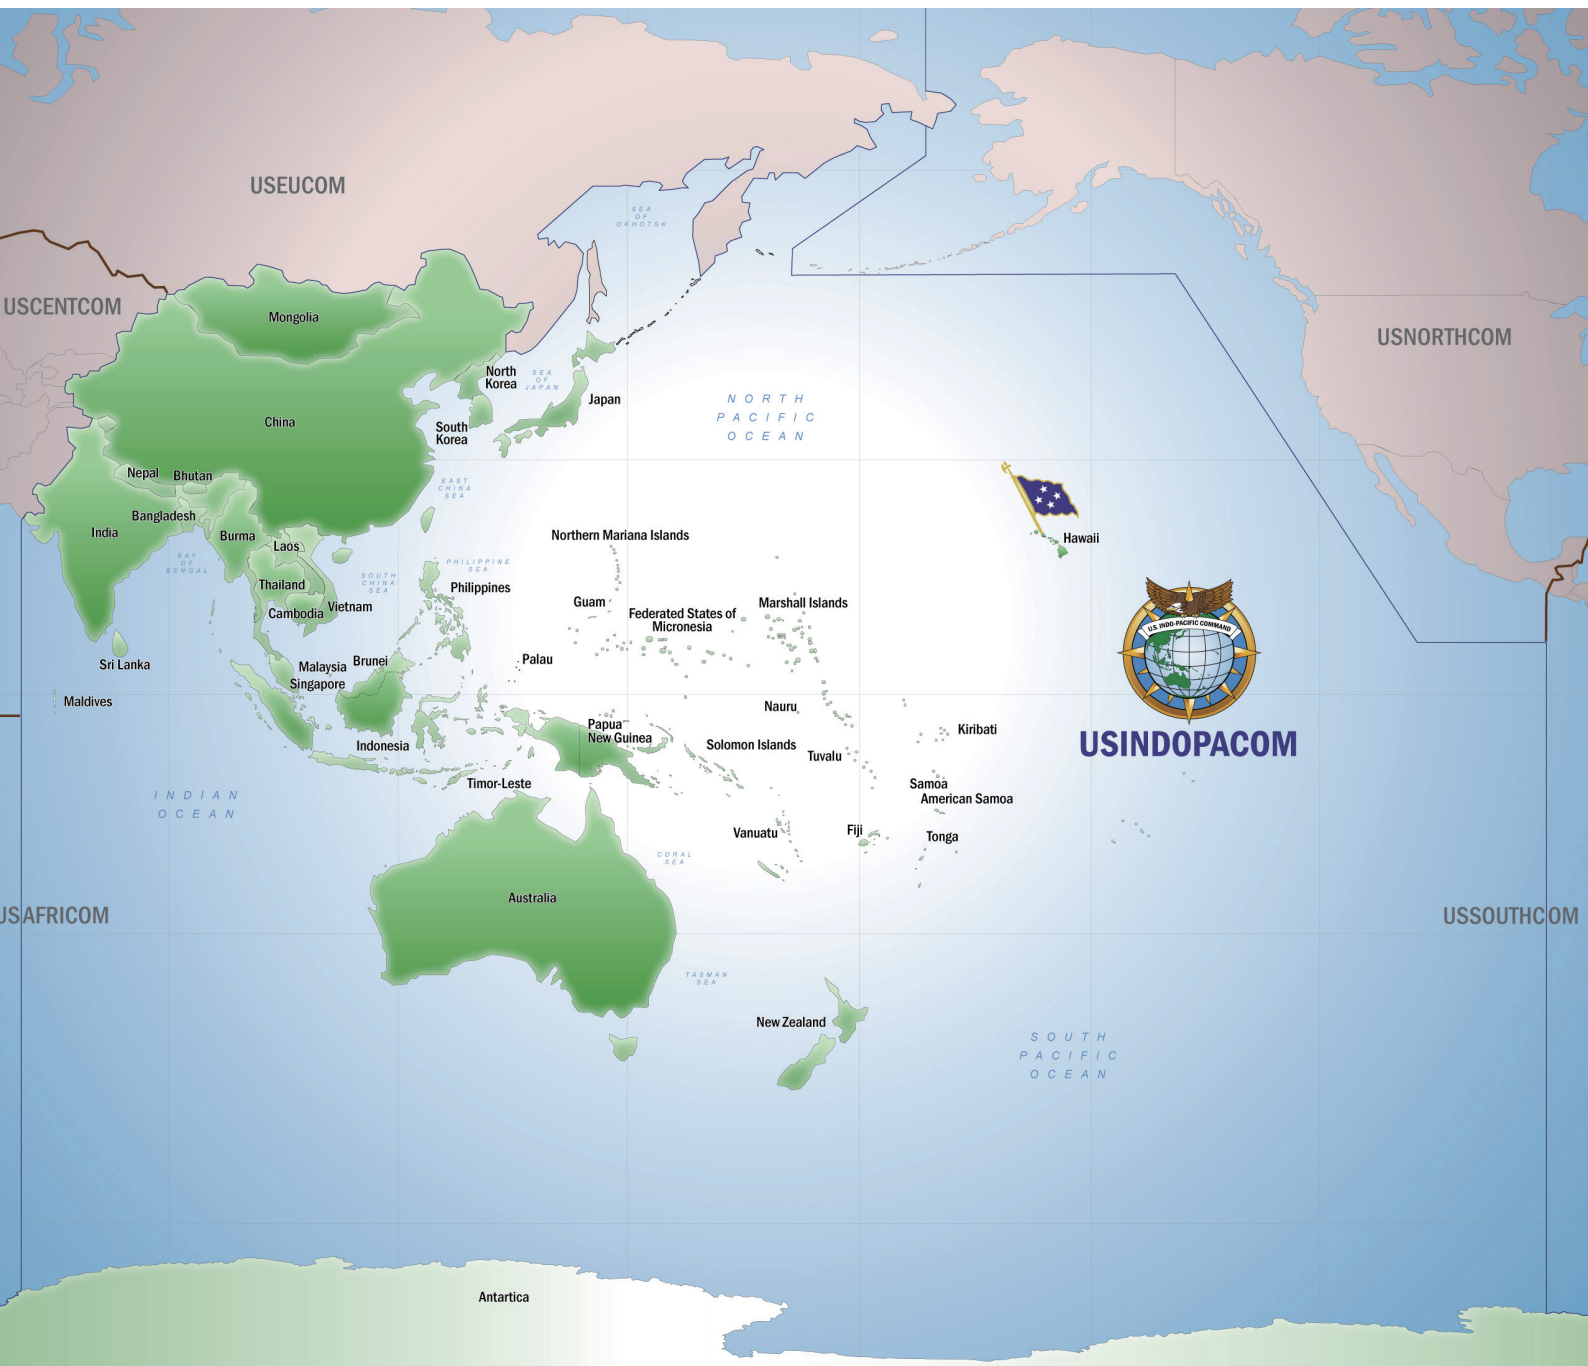 USEUCOM
SEA
OF
OKHOTSK
USCENTCOM
Mongolia
USNORTHCOM
North
Korea
SEA
OF
JAPAN
Japan
NORTH
PACIFIC
OCEAN
China
South
Korea
Nepal
Bhutan
EAST
CHINA
SEA
Bangladesh
India
Burma
Laos
Northern Mariana Islands
Hawaii
BAY
OF
BENGAL
PHILIPPINE
SEA
SOUTH
CHINA
SEA
Thailand
Philippines
Cambodia
Vietnam
Guam
Federated States of
Micronesia
Marshall Islands
U.S. INDO-PACIFIC COMMAND
Sri Lanka
Malaysia
Brunei
Singapore
Palau
Maldives
Nauru
Papua
New Guinea
Kiribati
Indonesia
Solomon Islands
Tuvalu
USINDOPACOM
Timor-Leste
Samoa
American Samoa
INDIAN
OCEAN
Vanuatu
Fiji
Tonga
CORAL
SEA
Australia
USAFRICOM
USSOUTHCOM
TASMAN
SEA
New Zealand
SOUTH
PACIFIC
OCEAN
Antartica